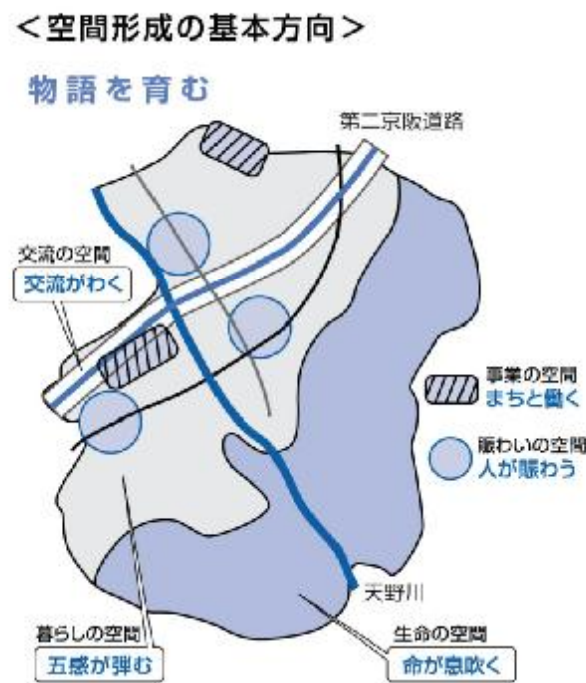 ＜空間形成の基本方向＞
物語を育む
第二京阪道路
交流の空間
交流がわく
事業の空間
まちと働く
賑わいの空間
人が賑わう
天野川
暮らしの空間
五感が弾む
生命の空間
命が息吹く